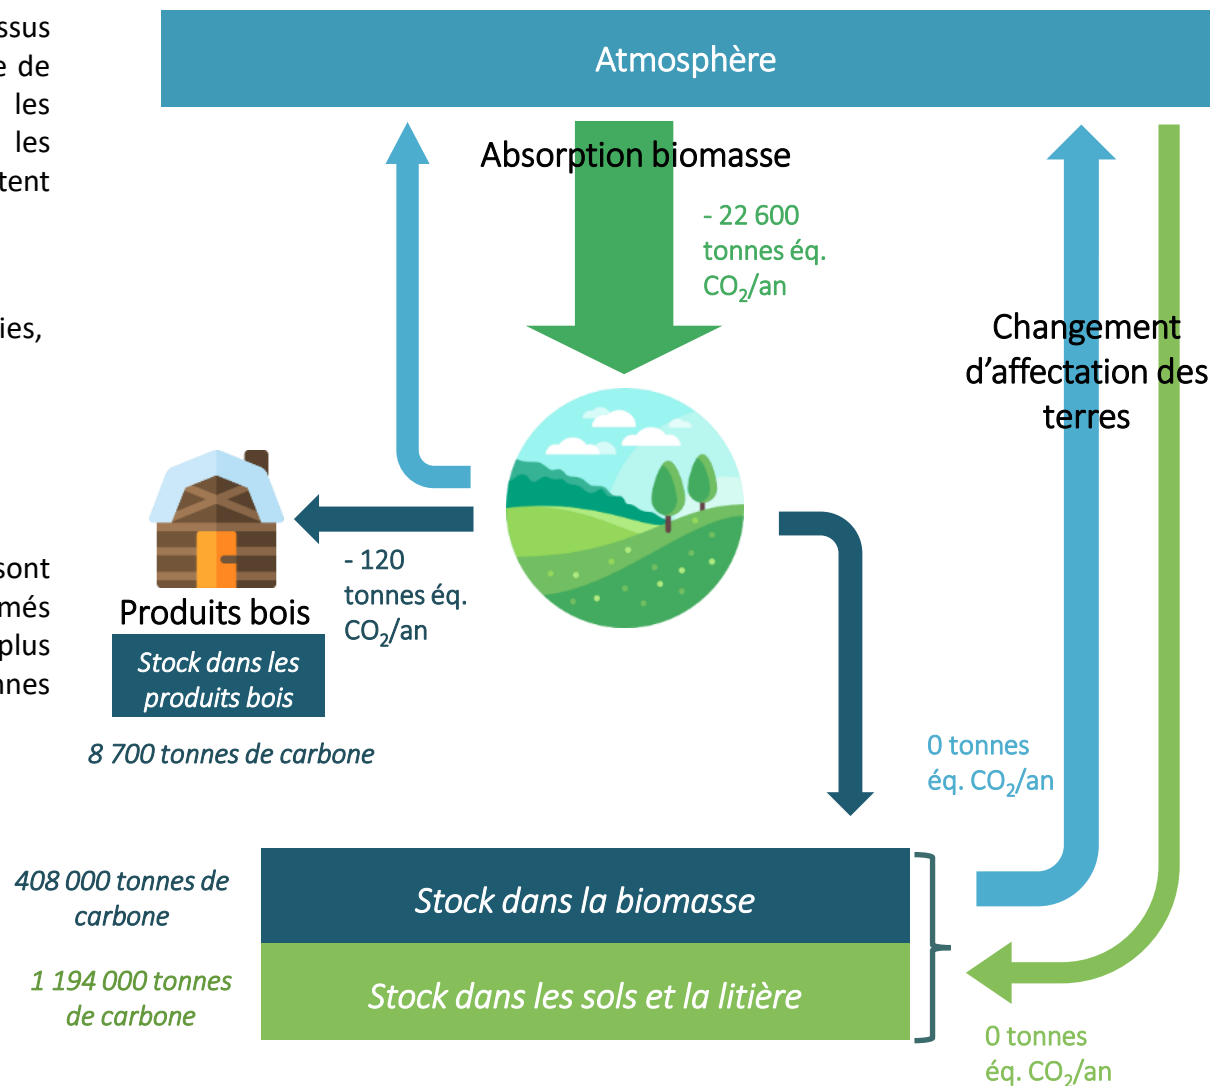 ssus
e de
les
les
tent
ies,
sont
més
plus
nnes
Atmosphère
Absorption biomasse
- 22 600
tonnes éq.
CO₂/an
Changement
d'affectation des
terres
- 120
tonnes éq.
CO₂/an
Produits bois
Stock dans les
produits bois
8 700 tonnes de carbone
0 tonnes
éq. CO₂/an
408 000 tonnes de
carbone
Stock dans la biomasse
1 194 000 tonnes
de carbone
Stock dans les sols et la litière
0 tonnes
éq. CO₂/an